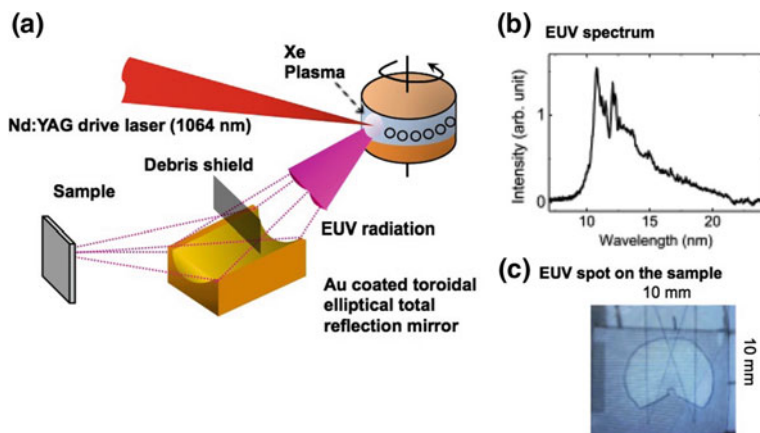 (a)
Xe
Plasma
Nd:YAG drive laser (1064 nm)
Debris shield
Sample
EUV radiation
Au coated toroidal
elliptical total
reflection mirror
(b)
EUV spectrum
Intensity (arb. unit)
1
0
10
15
20
Wavelength (nm)
(c) EUV spot on the sample
10 mm
10 mm